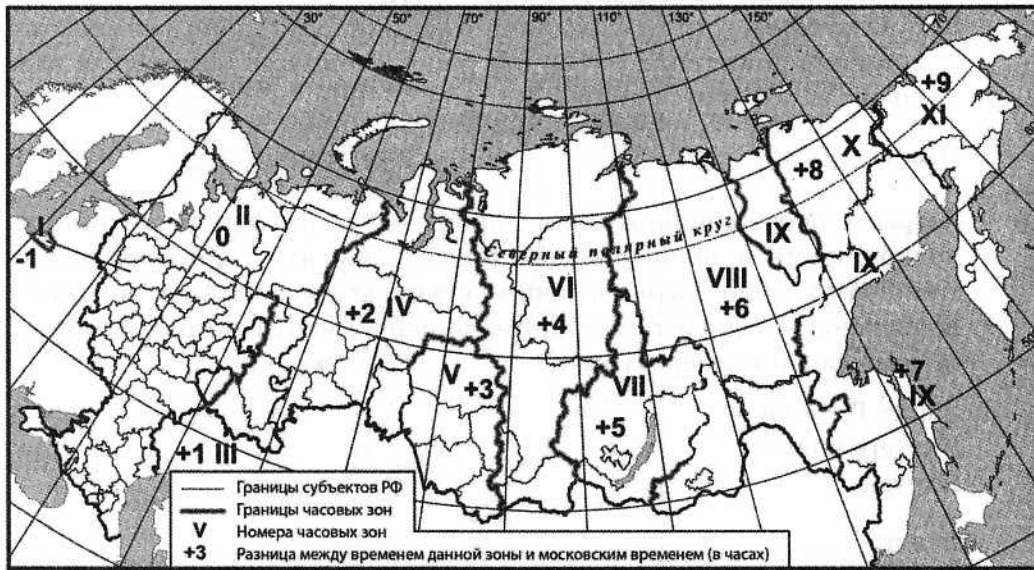 30° 50° 70° 90° 110° 130° 150° 70°
+9
XI
X
+8
I
-1
II
0
Северный полярный круг
IX
IX
VI
VIII
+6
+2 IV
+4
V +3
VII
+5
+7
IX
+1 III
Границы субъектов РФ
Границы часовых зон
V Номера часовых зон
+3 Разница между временем данной зоны и московским временем (в часах)